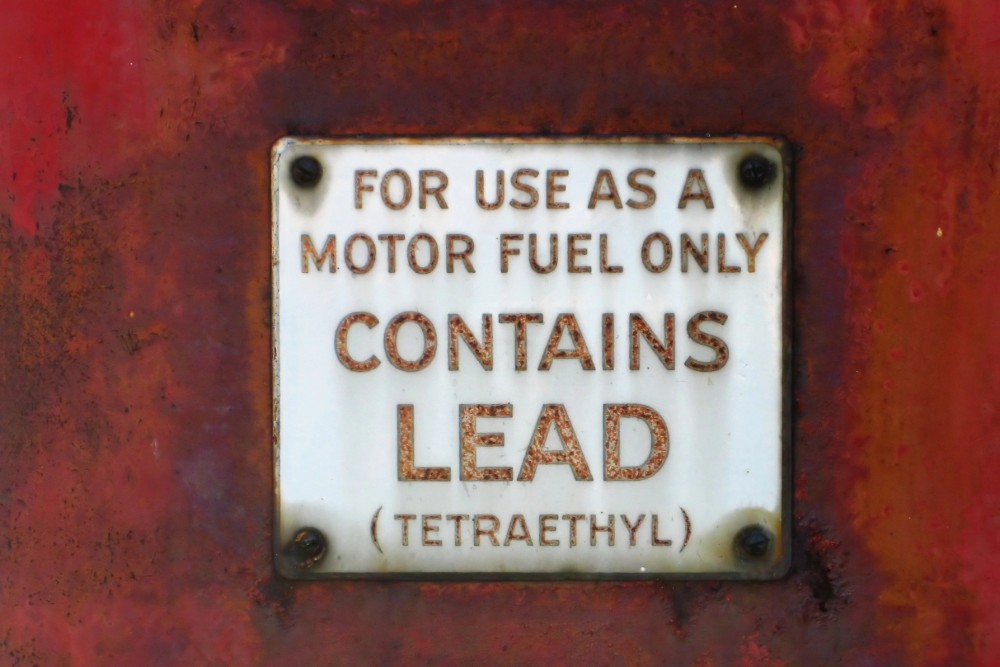 FOR USE AS A
MOTOR FUEL ONLY
CONTAINS
LEAD
(TETRAETHYL)